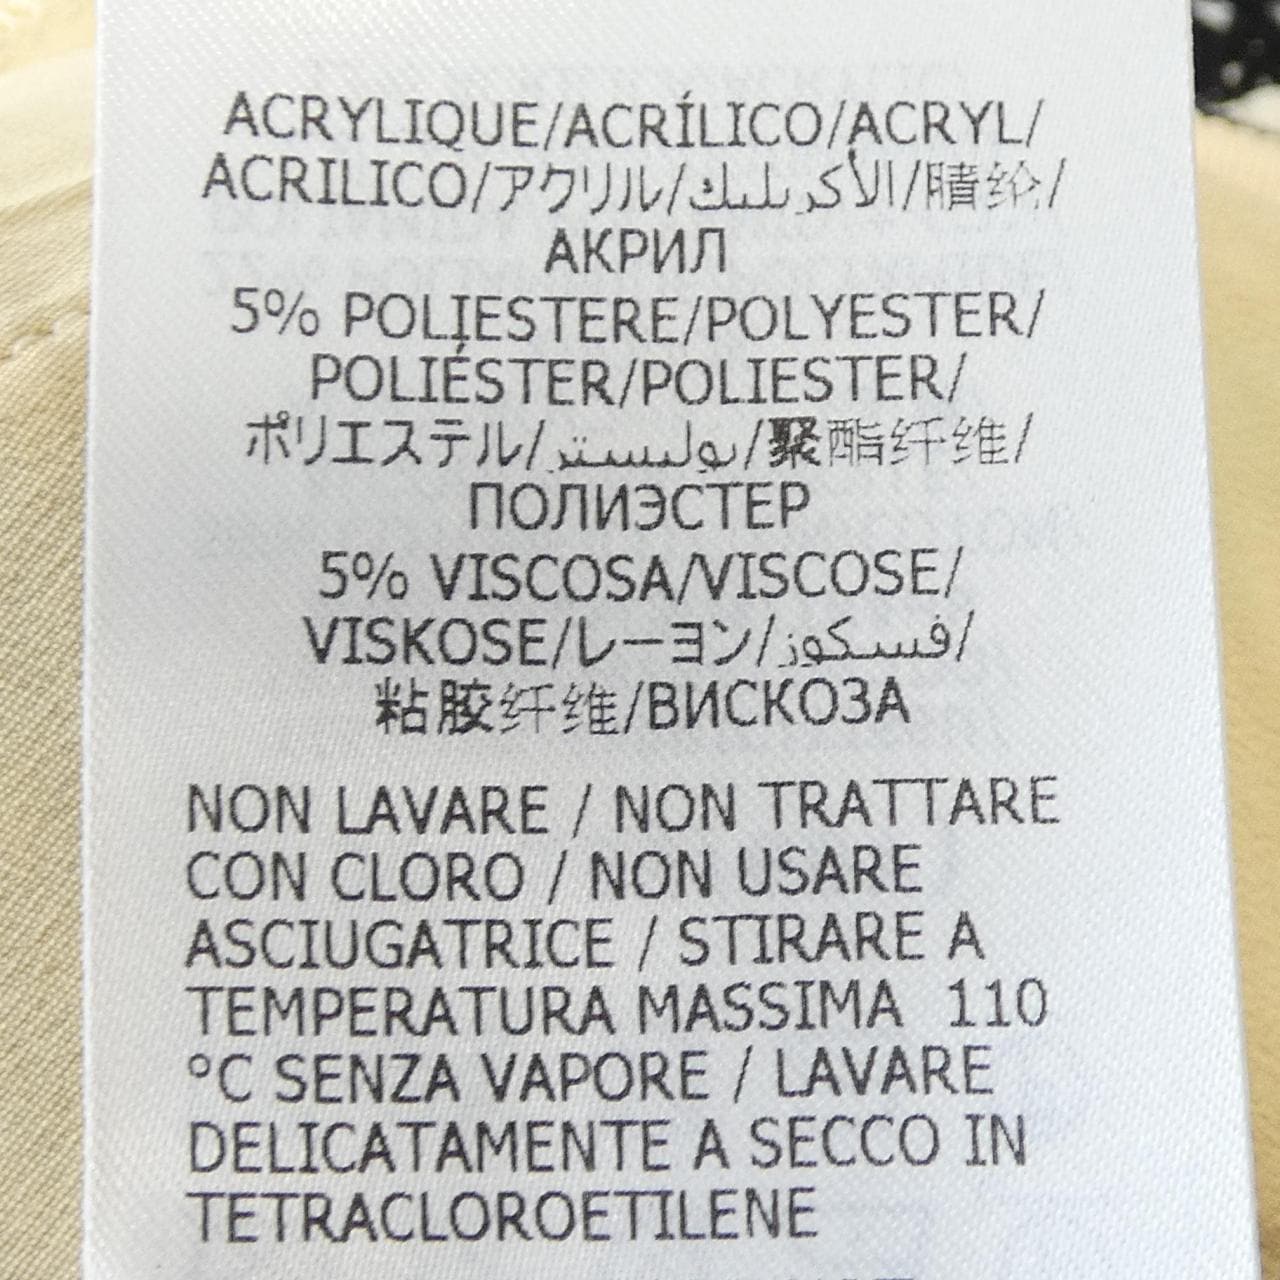 ACRYLIQUE/ACRÍLICO/ACRYL/
ACRILICO/アクリル/الأكريليك/腈纶/
АКРИЛ
5% POLIESTERE/POLYESTER/
POLIÉSTER/POLIESTER/
ポリエステル/بوليستر/聚酯纤维/
ПОЛИЭСТЕР
5% VISCOSA/VISCOSE/
VISKOSE/レーヨン/فسكوز/
粘胶纤维/ВИСКОЗА
NON LAVARE / NON TRATTARE
CON CLORO / NON USARE
ASCIUGATRICE / STIRARE A
TEMPERATURA MASSIMA 110
°C SENZA VAPORE / LAVARE
DELICATAMENTE A SECCO IN
TETRACLOROETILENE